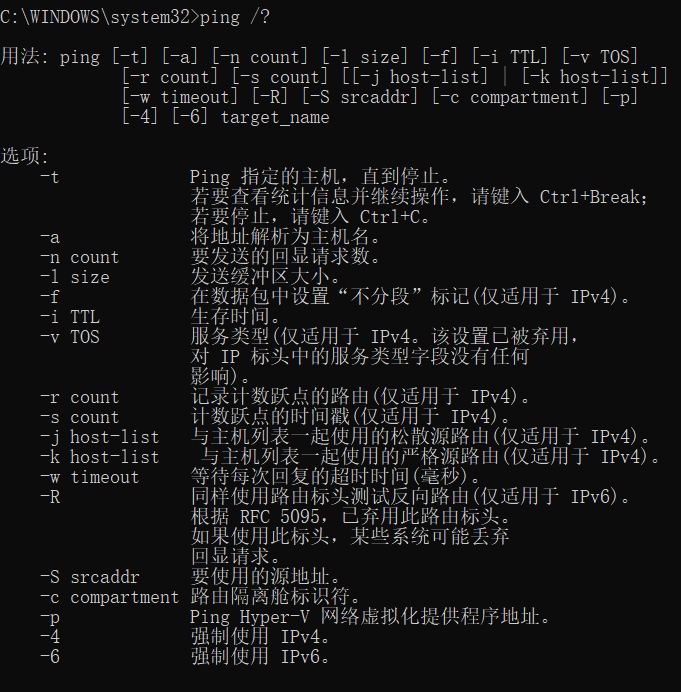 C:\WINDOWS\system32>ping /?
用法: ping [-t] [-a] [-n count] [-l size] [-f] [-i TTL] [-v TOS]
[-r count] [-s count] [[-j host-list] | [-k host-list]]
[-w timeout] [-R] [-S srcaddr] [-c compartment] [-p]
[-4] [-6] target_name
选项:
-t Ping 指定的主机，直到停止。
若要查看统计信息并继续操作，请键入 Ctrl+Break；
若要停止，请键入 Ctrl+C。
-a 将地址解析为主机名。
-n count 要发送的回显请求数。
-l size 发送缓冲区大小。
-f 在数据包中设置“不分段”标记(仅适用于 IPv4)。
-i TTL 生存时间。
-v TOS 服务类型(仅适用于 IPv4。该设置已被弃用，
对 IP 标头中的服务类型字段没有任何
影响)。
-r count 记录计数跃点的路由(仅适用于 IPv4)。
-s count 计数跃点的时间戳(仅适用于 IPv4)。
-j host-list 与主机列表一起使用的松散源路由(仅适用于 IPv4)。
-k host-list 与主机列表一起使用的严格源路由(仅适用于 IPv4)。
-w timeout 等待每次回复的超时时间(毫秒)。
-R 同样使用路由标头测试反向路由(仅适用于 IPv6)。
根据 RFC 5095，已弃用此路由标头。
如果使用此标头，某些系统可能丢弃
回显请求。
-S srcaddr 要使用的源地址。
-c compartment 路由隔离舱标识符。
-p Ping Hyper-V 网络虚拟化提供程序地址。
-4 强制使用 IPv4。
-6 强制使用 IPv6。